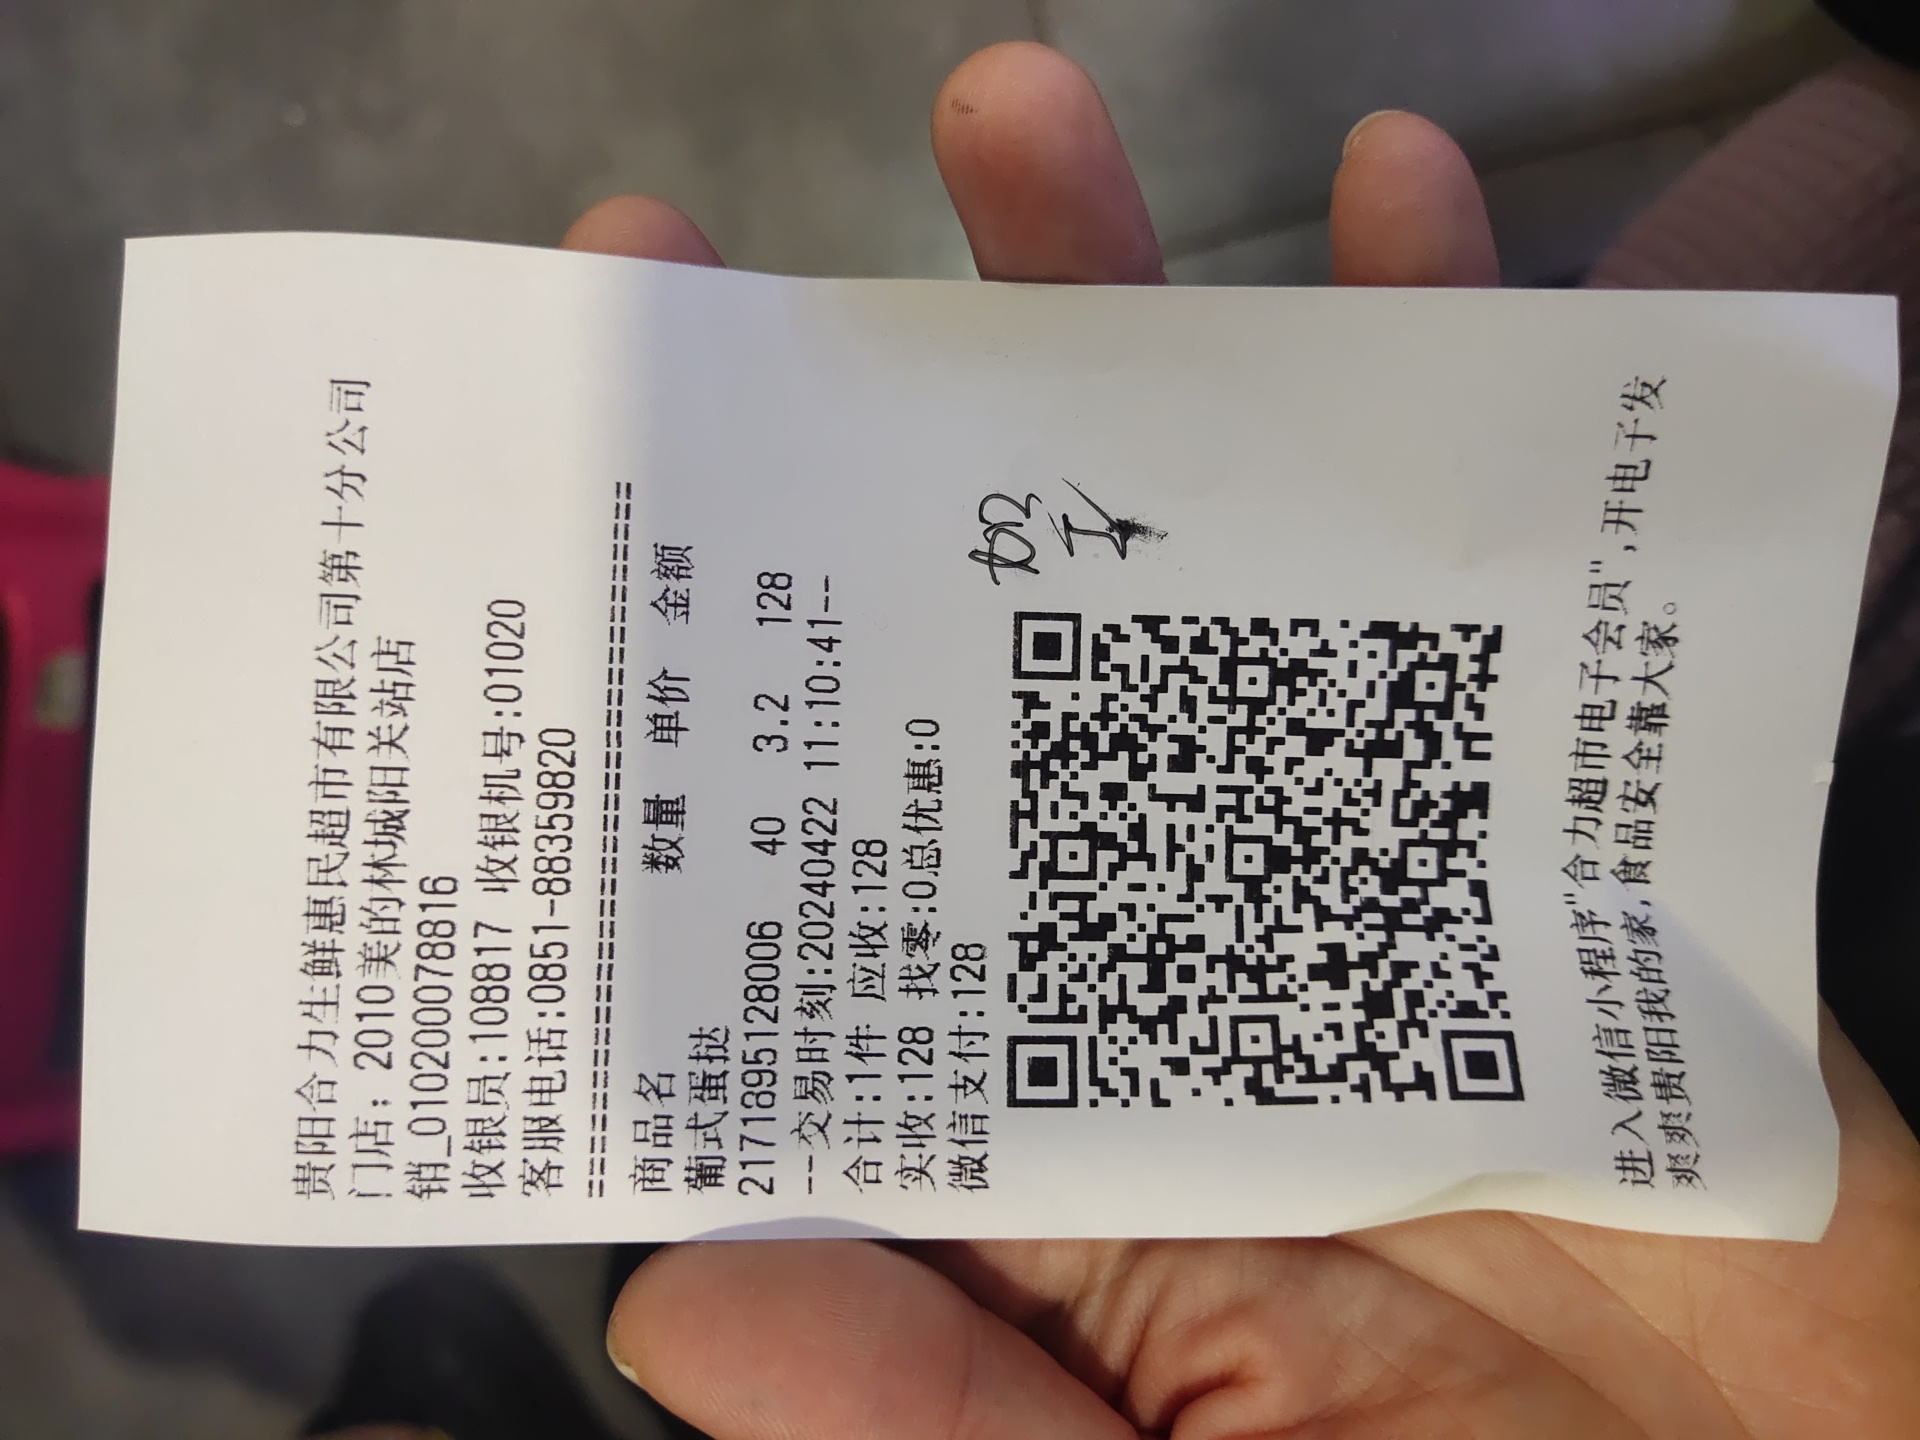 贵阳合力生鲜惠民超市有限公司第十分公司
门店；2010美的林城阳关站店
销_01020007​8816
收银员:108817 收银机号:01020
客服电话:0851-88359820
========================================
商品名 数量 单价 金额
葡式蛋挞
2171895128006 40 3.2 128
--交易时刻:20240422 11:10:41--
合计:1件 应收:128
实收:128 找零:0总优惠:0
微信支付:128
进入微信小程序"合力超市电子会员",开电子发
爽爽贵阳我的家,食品安全靠大家。